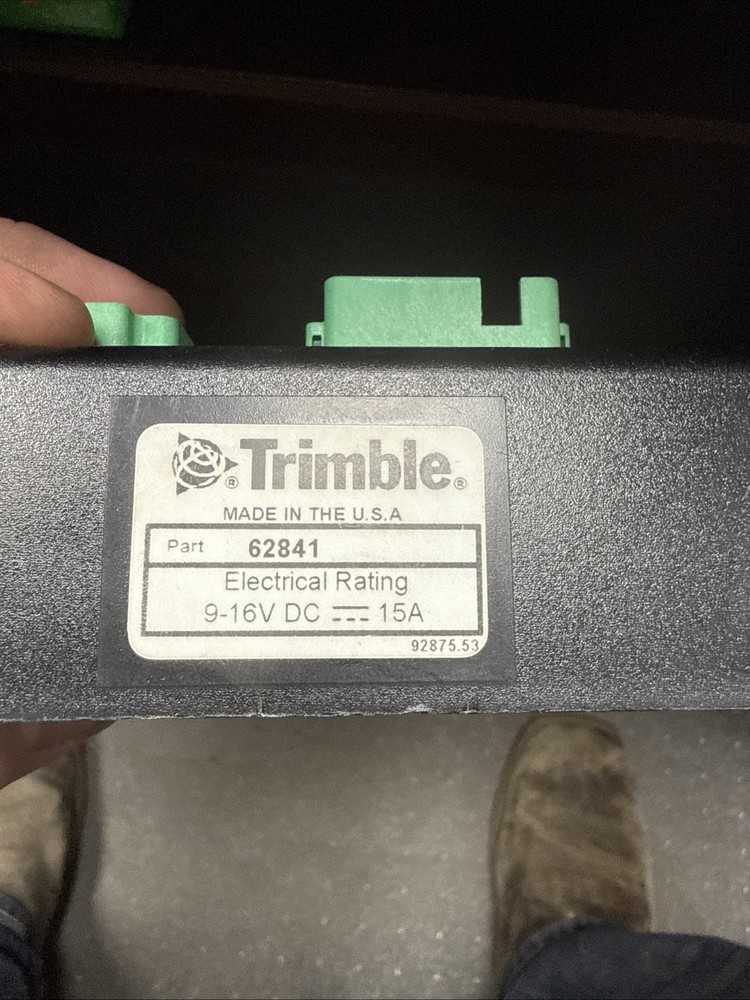 ® Trimble®
MADE IN THE U.S.A
Part 62841
Electrical Rating
9-16V DC ⎓ 15A
92875.53